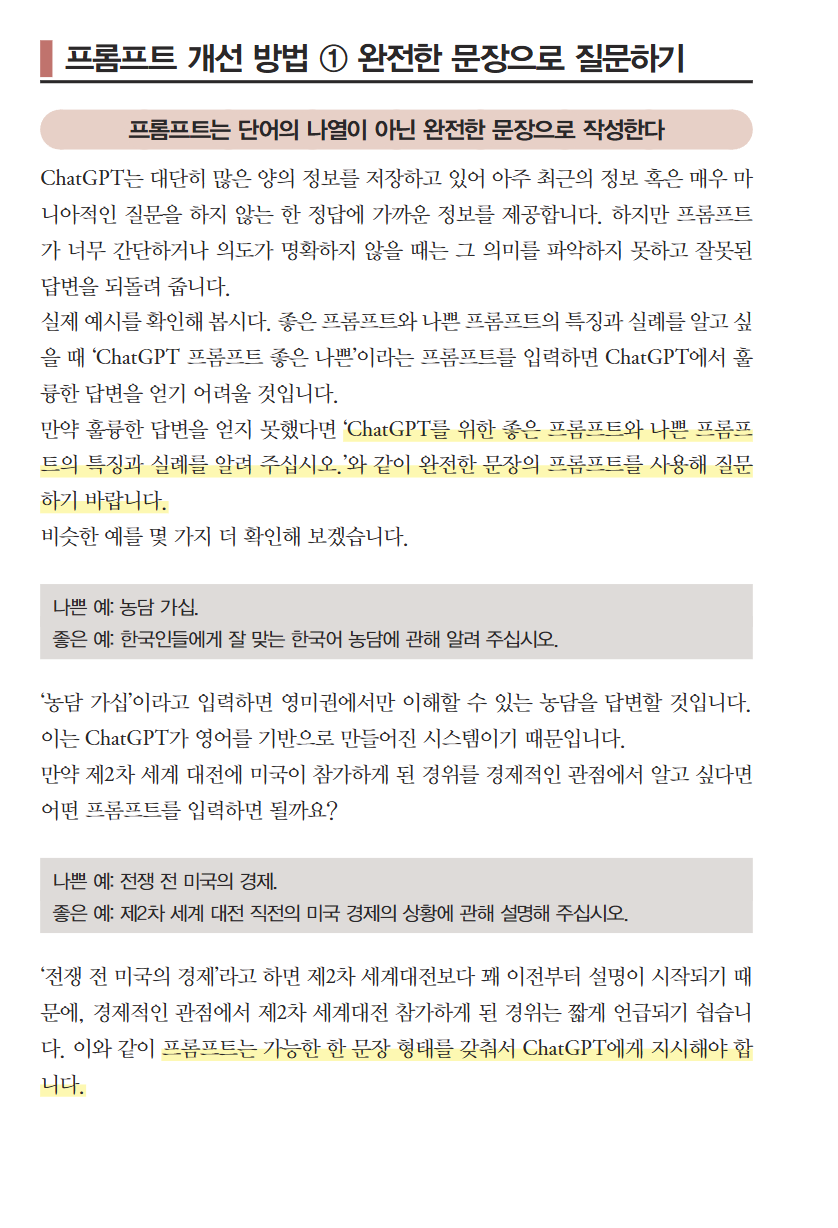 프롬프트 개선 방법 ① 완전한 문장으로 질문하기
프롬프트는 단어의 나열이 아닌 완전한 문장으로 작성한다
ChatGPT는 대단히 많은 양의 정보를 저장하고 있어 아주 최근의 정보 혹은 매우 마
니아적인 질문을 하지 않는 한 정답에 가까운 정보를 제공합니다. 하지만 프롬프트
가 너무 간단하거나 의도가 명확하지 않을 때는 그 의미를 파악하지 못하고 잘못된
답변을 되돌려 줍니다.
실제 예시를 확인해 봅시다. 좋은 프롬프트와 나쁜 프롬프트의 특징과 실례를 알고 싶
을 때 ‘ChatGPT 프롬프트 좋은 나쁜’이라는 프롬프트를 입력하면 ChatGPT에서 훌
륭한 답변을 얻기 어려울 것입니다.
만약 훌륭한 답변을 얻지 못했다면 ‘ChatGPT를 위한 좋은 프롬프트와 나쁜 프롬프
트의 특징과 실례를 알려 주십시오.’와 같이 완전한 문장의 프롬프트를 사용해 질문
하기 바랍니다.
비슷한 예를 몇 가지 더 확인해 보겠습니다.
나쁜 예: 농담 가십.
좋은 예: 한국인들에게 잘 맞는 한국어 농담에 관해 알려 주십시오.
‘농담 가십’이라고 입력하면 영미권에서만 이해할 수 있는 농담을 답변할 것입니다.
이는 ChatGPT가 영어를 기반으로 만들어진 시스템이기 때문입니다.
만약 제2차 세계 대전에 미국이 참가하게 된 경위를 경제적인 관점에서 알고 싶다면
어떤 프롬프트를 입력하면 될까요?
나쁜 예: 전쟁 전 미국의 경제.
좋은 예: 제2차 세계 대전 직전의 미국 경제의 상황에 관해 설명해 주십시오.
‘전쟁 전 미국의 경제’라고 하면 제2차 세계대전보다 꽤 이전부터 설명이 시작되기 때
문에, 경제적인 관점에서 제2차 세계대전 참가하게 된 경위는 짧게 언급되기 쉽습니
다. 이와 같이 프롬프트는 가능한 한 문장 형태를 갖춰서 ChatGPT에게 지시해야 합
니다.